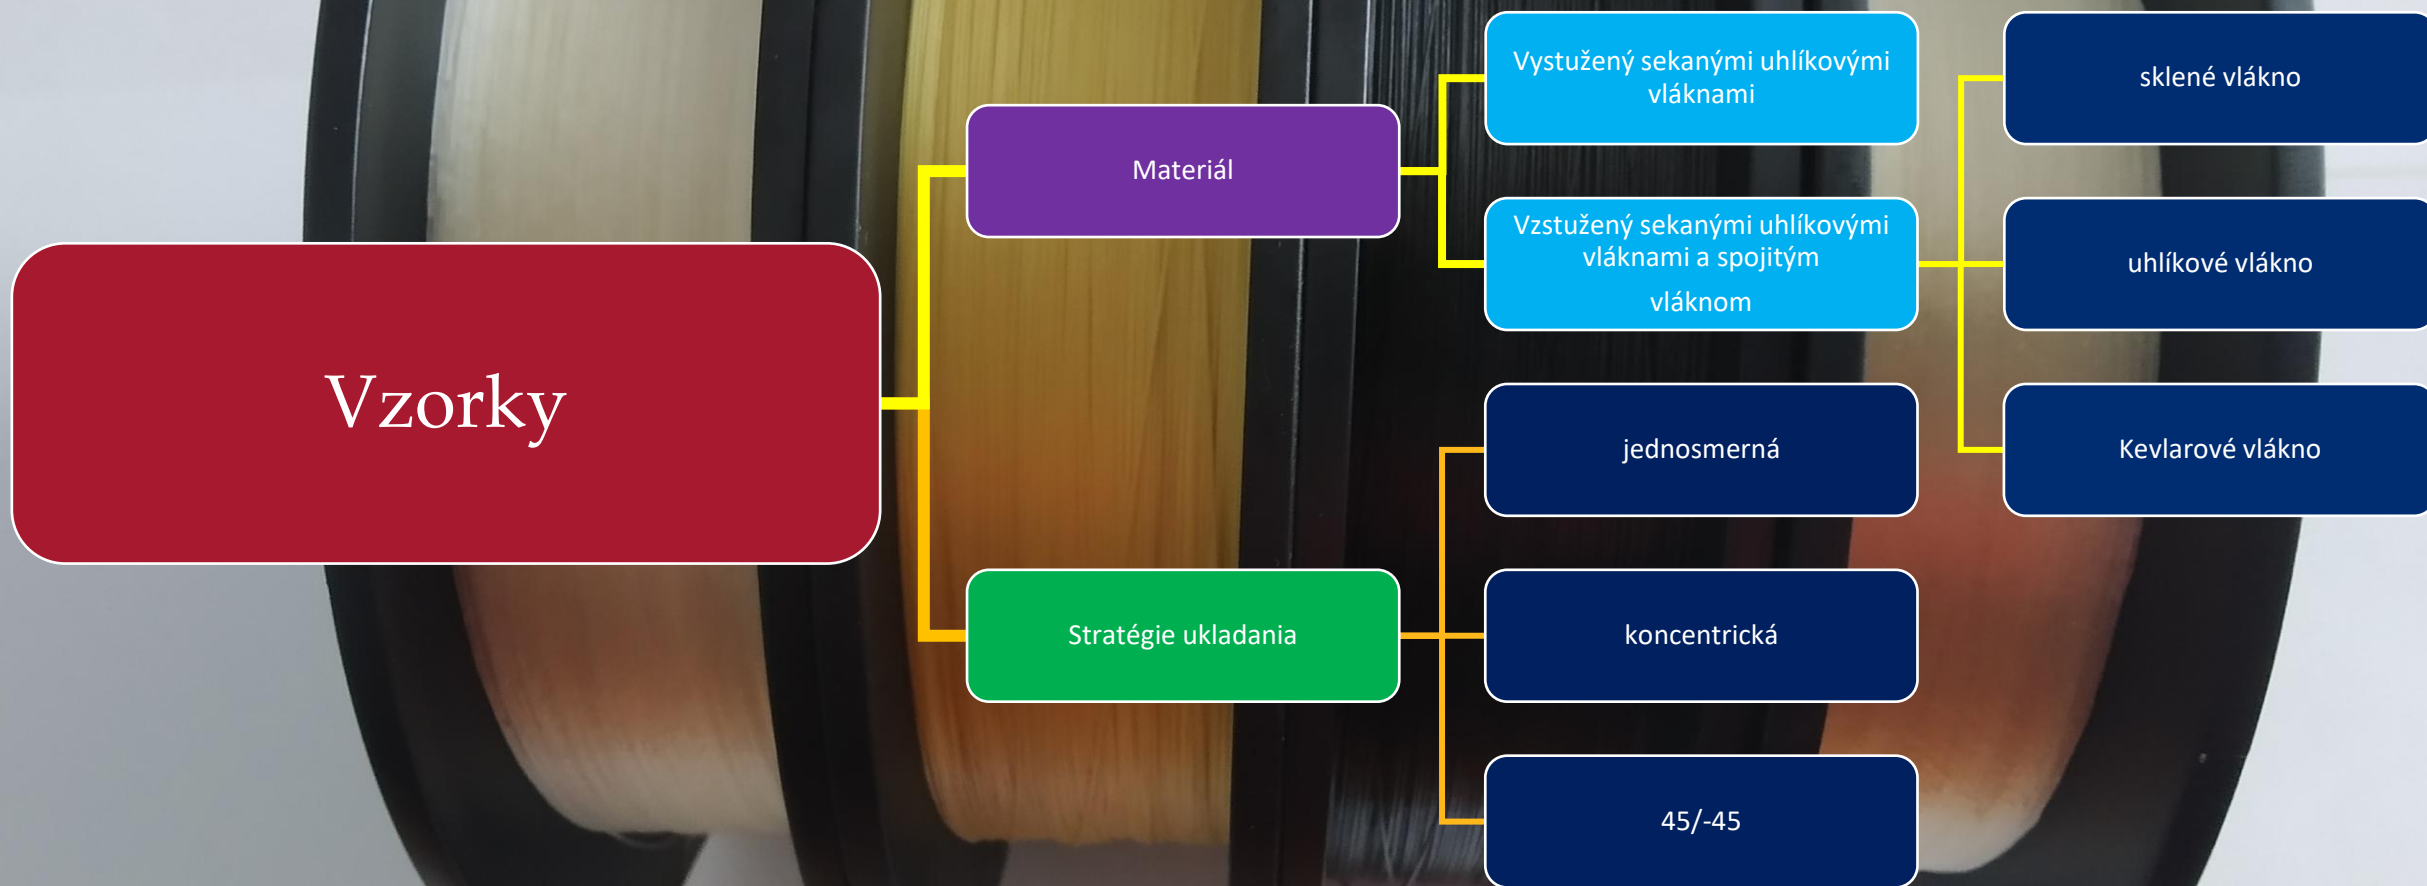 Vzorky
Materiál
Vystužený sekanými uhlíkovými
vláknami
Vzstužený sekanými uhlíkovými
vláknami a spojitým
vláknom
sklené vlákno
uhlíkové vlákno
Kevlarové vlákno
Stratégie ukladania
jednosmerná
koncentrická
45/-45